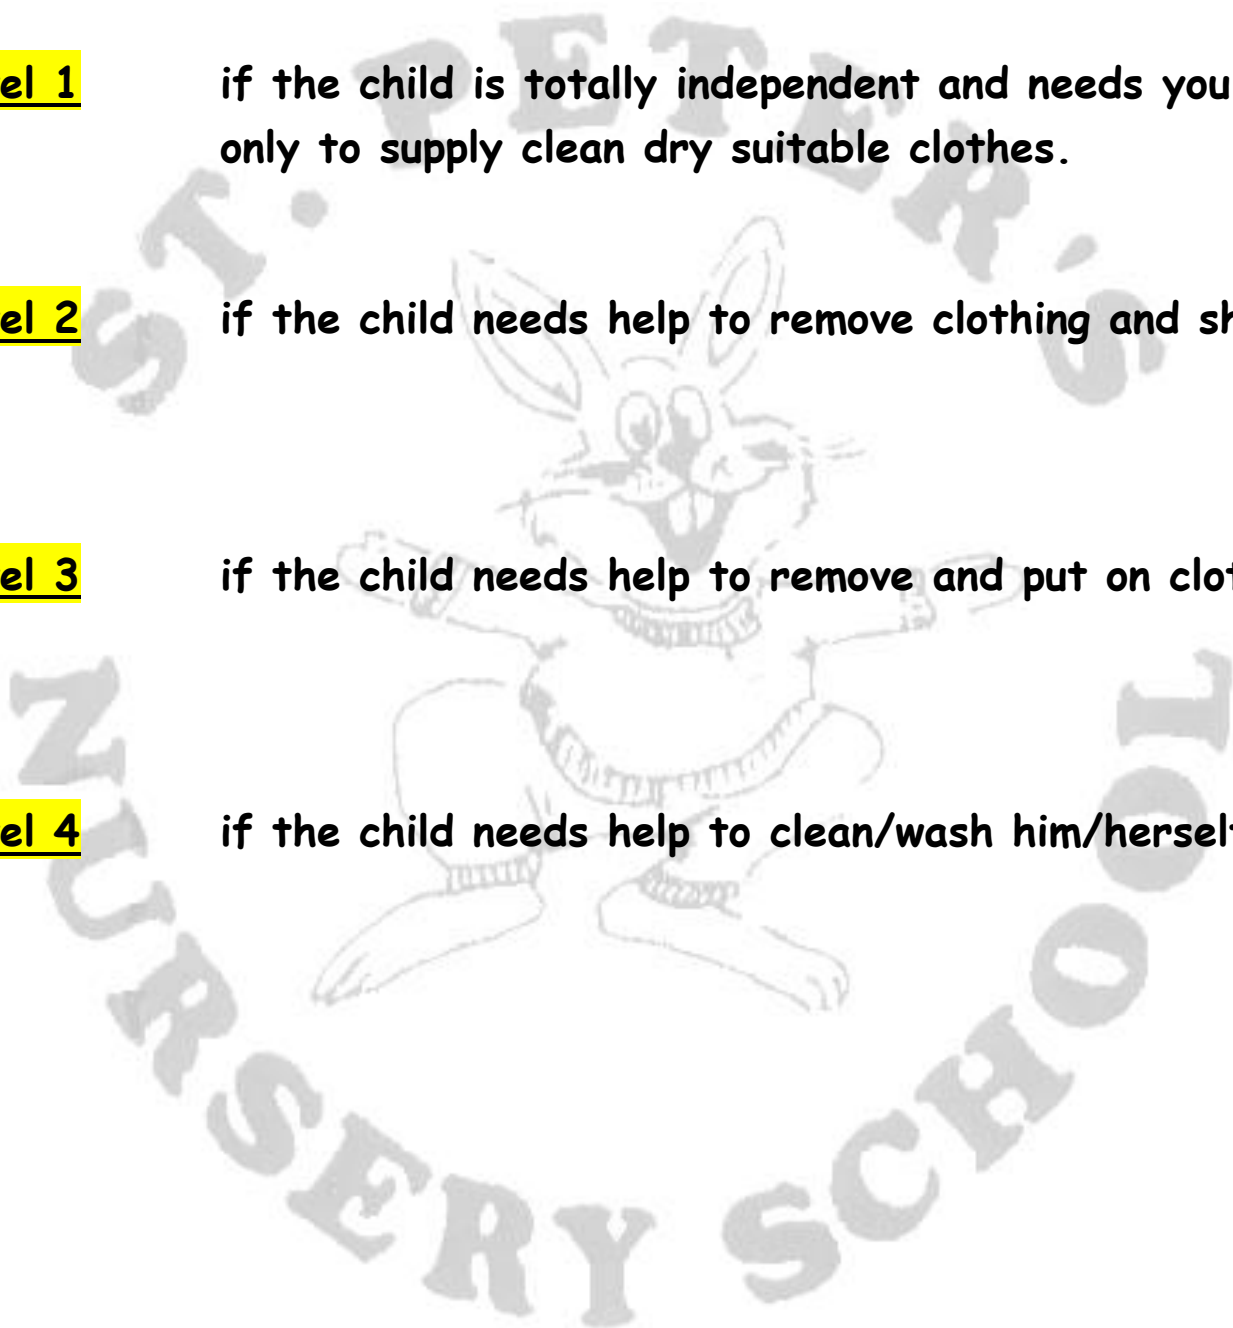 el 1 if the child is totally independent and needs you
only to supply clean dry suitable clothes.
el 2 if the child needs help to remove clothing and
el 3 if the child needs help to remove and put on
el 4 if the child needs help to clean/wash
ST. PETER'S
NURSERY SCHOOL